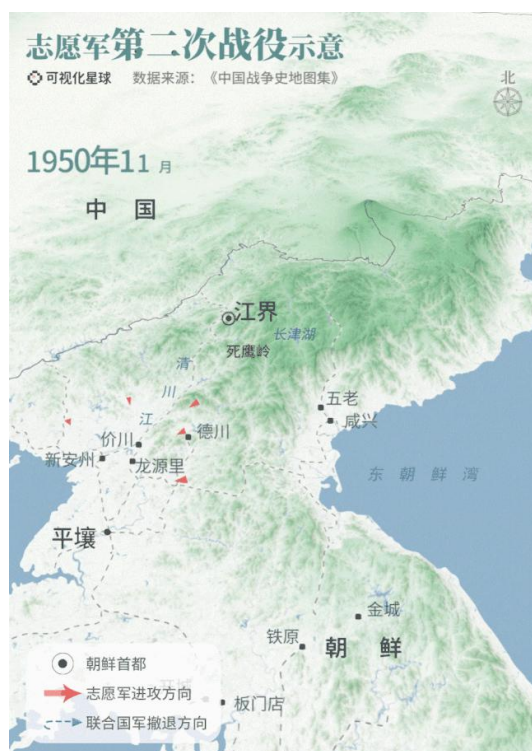 志愿军第二次战役示意
可视化星球 数据来源：《中国战争史地图集》
北
1950年11月
中国
江界
长津湖
死鹰岭
清川江
五老
咸兴
德川
价川
新安州
龙源里
东朝鲜湾
平壤
金城
铁原
朝鲜
板门店
朝鲜首都
志愿军进攻方向
联合国军撤退方向